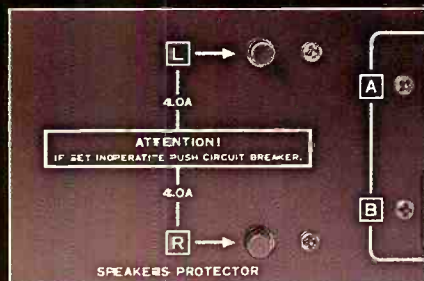 L
A
4.0A
ATTENTION!
IF SET INOPERATIVE PUSH CIRCUIT BREAKER.
4.0A
B
R
SPEAKERS PROTECTOR